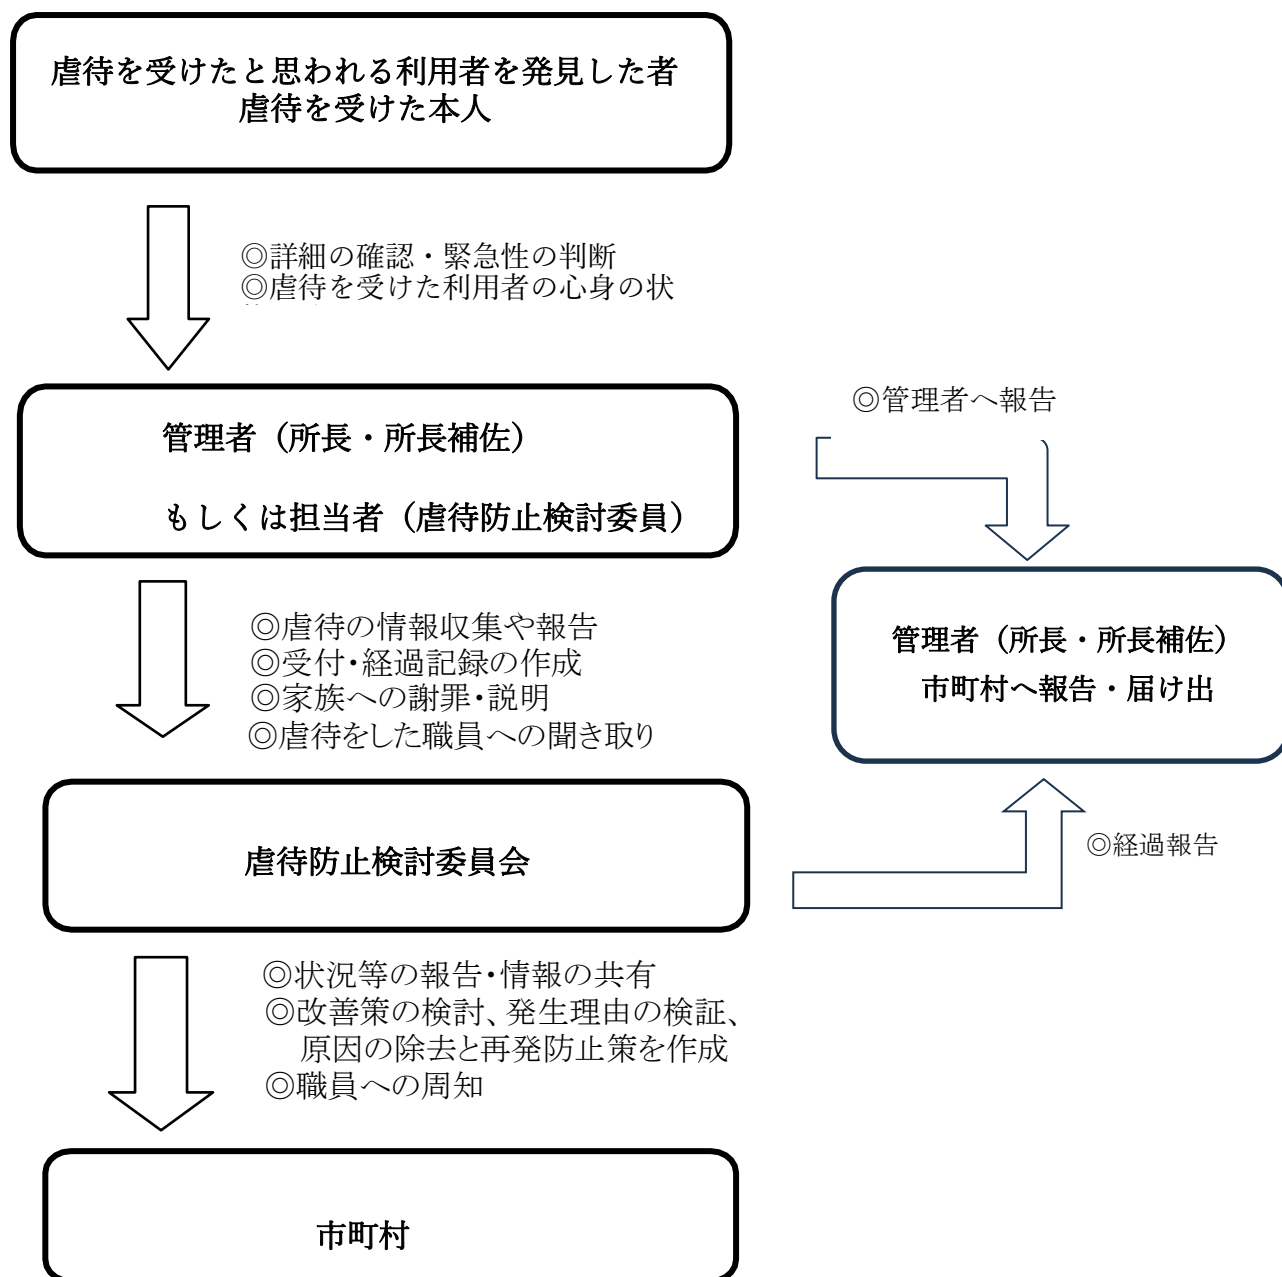 虐待を受けたと思われる利用者を発見した者
虐待を受けた本人
◎詳細の確認・緊急性の判断
◎虐待を受けた利用者の心身の状
管理者（所長・所長補佐）
もしくは担当者（虐待防止検討委員）
◎管理者へ報告
◎虐待の情報収集や報告
◎受付・経過記録の作成
◎家族への謝罪・説明
◎虐待をした職員への聞き取り
管理者（所長・所長補佐）
市町村へ報告・届け出
虐待防止検討委員会
◎経過報告
◎状況等の報告・情報の共有
◎改善策の検討、発生理由の検証、
原因の除去と再発防止策を作成
◎職員への周知
市町村